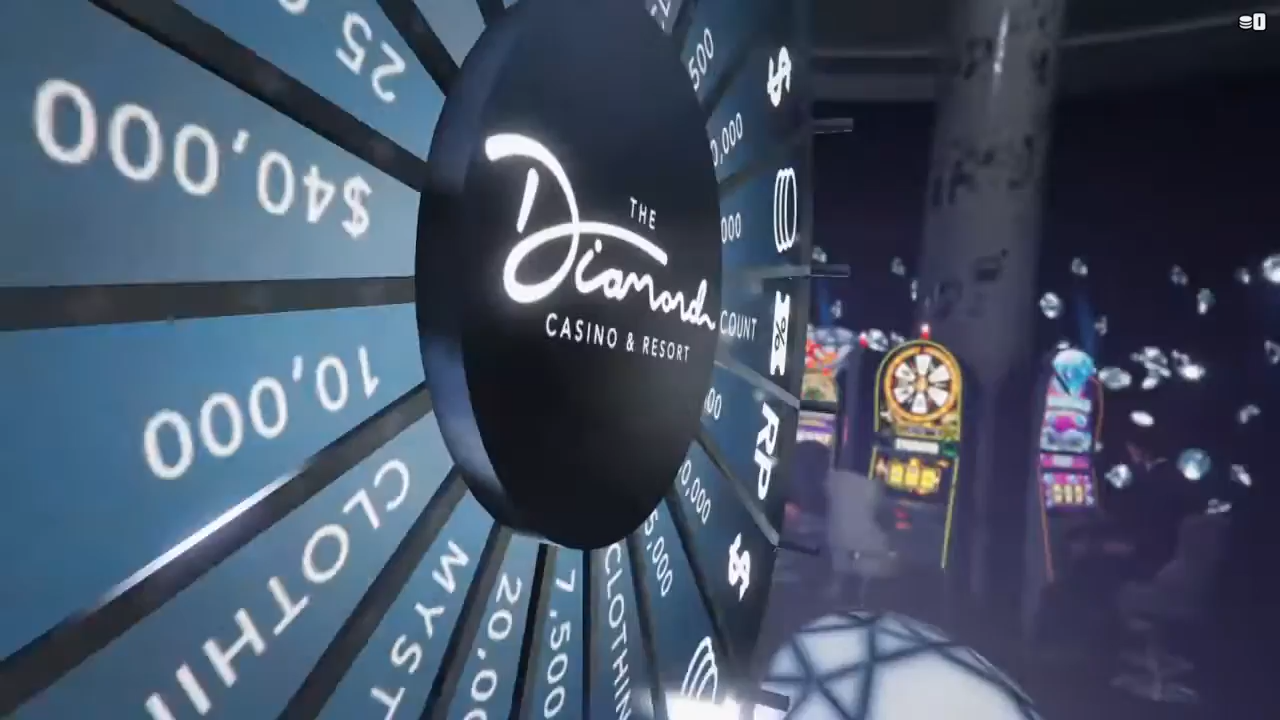 0
25
$40,000
10,000
CLOTHI
MYST
20,00
7,500
CLOTHIN
5,000
0,000
00
COUNT
000
0,000
500
THE
Diamond
CASINO & RESORT
$
%
RP
$